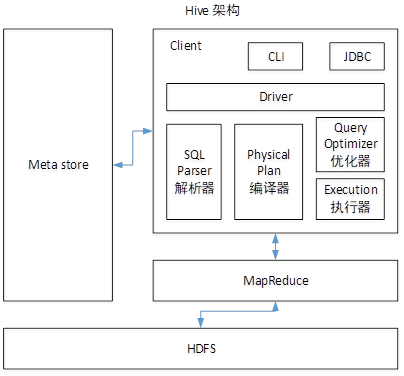 Hive 架构
Client
CLI
JDBC
Driver
Meta store
SQL
Parser
解析器
Physical
Plan
编译器
Query
Optimizer
优化器
Execution
执行器
MapReduce
HDFS